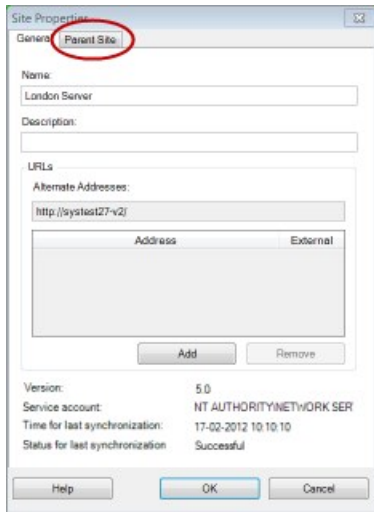 Site Properties
General Parent Site
Name:
London Server
Description:
URLs
Alternate Addresses:
http://systest27-v2/
Address External
Add Remove
Version: 5.0
Service account: NT AUTHORITY\NETWORK SER
Time for last synchronization: 17-02-2012 10:10:10
Status for last synchronization Successful
Help OK Cancel